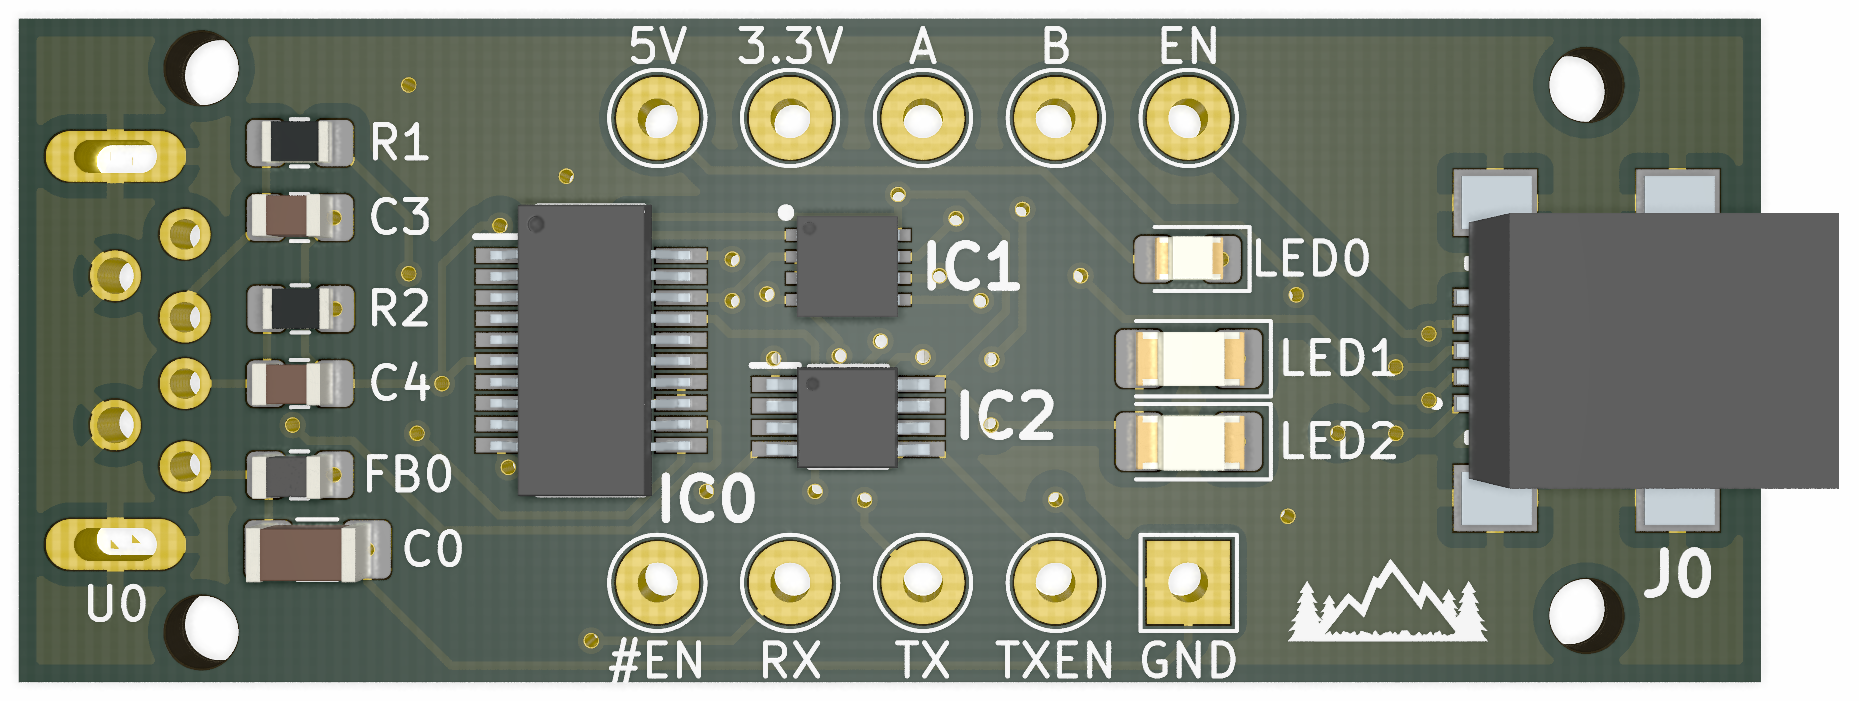 5V 3.3V A B EN
R1
C3
IC1
LED0
R2
LED1
C4
IC2
LED2
FB0
IC0
C0
J0
U0
#EN RX TX TXEN GND